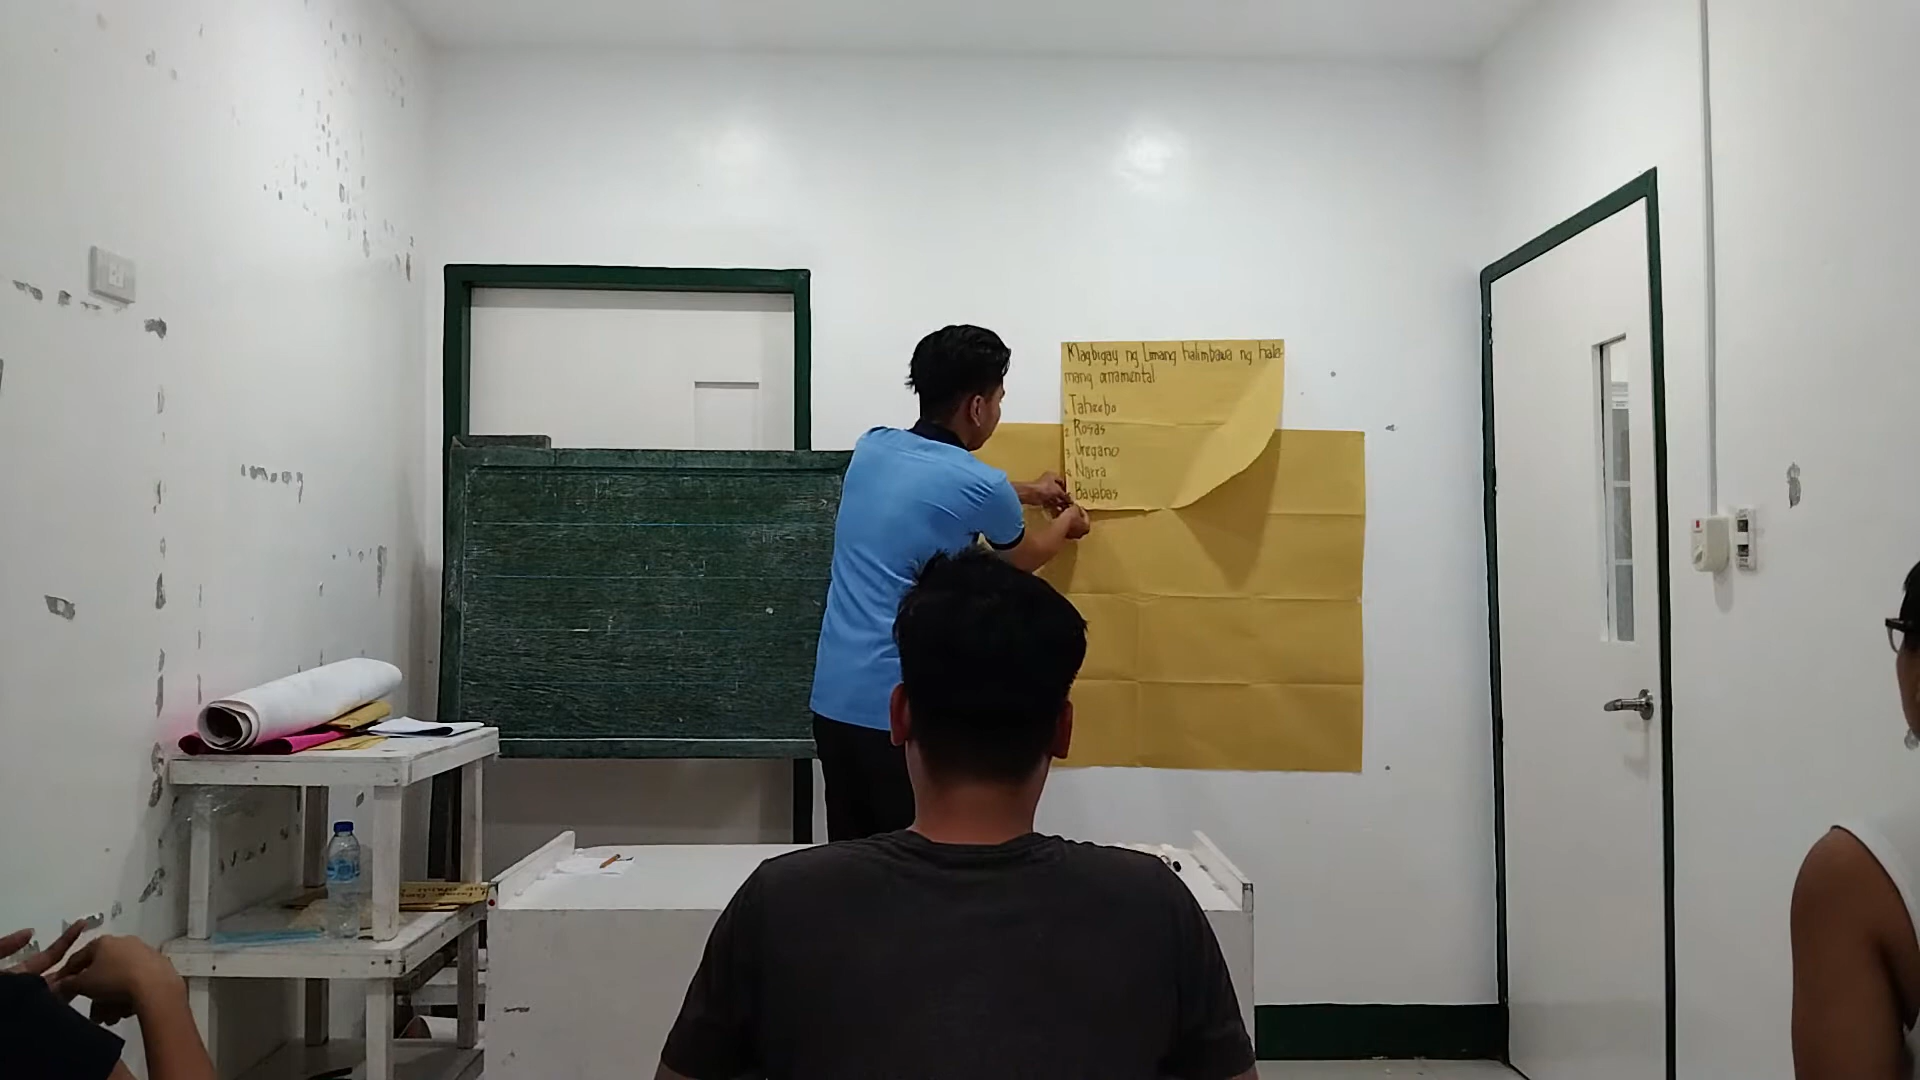 Magbigay ng Limang halimbawa ng hala-
mang ornamental
1. Taheebo
2. Rosas
3. Oregano
4. Narra
5. Bayabas